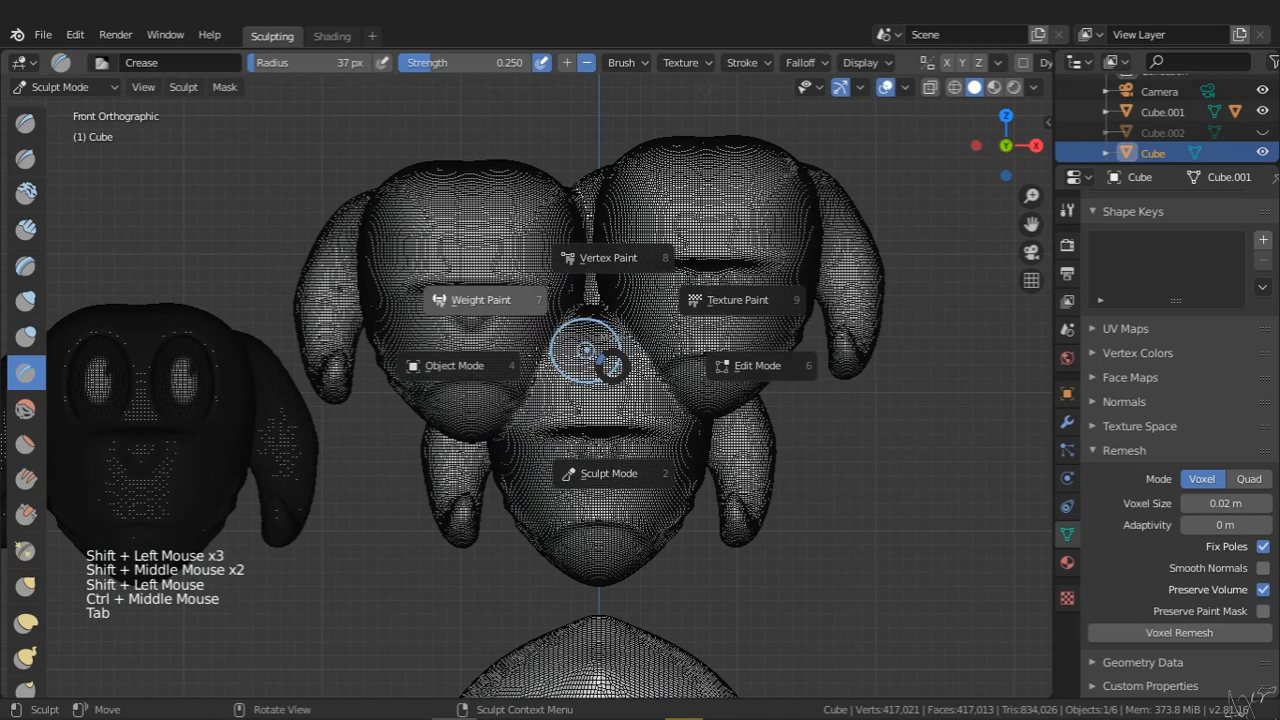 File Edit Render Window Help Sculpting Shading + Scene View Layer
Crease Radius 37 px Strength 0.250 Brush Texture Stroke Falloff Display X Y Z Dy
Sculpt Mode View Sculpt Mask
Front Orthographic
(1) Cube
Camera
Cube.001
Cube.002
Cube
Cube Cube.001
Shape Keys
Z
X
Y
Vertex Paint 8
Weight Paint 7
Texture Paint 9
Object Mode 4
Edit Mode 6
Sculpt Mode 2
UV Maps
Vertex Colors
Face Maps
Normals
Texture Space
Remesh
Mode Voxel Quad
Voxel Size 0.02 m
Adaptivity 0 m
Fix Poles
Smooth Normals
Preserve Volume
Preserve Paint Mask
Voxel Remesh
Geometry Data
Custom Properties
Shift + Left Mouse x3
Shift + Middle Mouse x2
Shift + Left Mouse
Ctrl + Middle Mouse
Tab
Sculpt Move Rotate View Sculpt Context Menu Cube | Verts:417,021 | Faces:417,013 | Tris:834,026 | Objects:1/6 | Mem: 373.8 MiB | v2.81.16